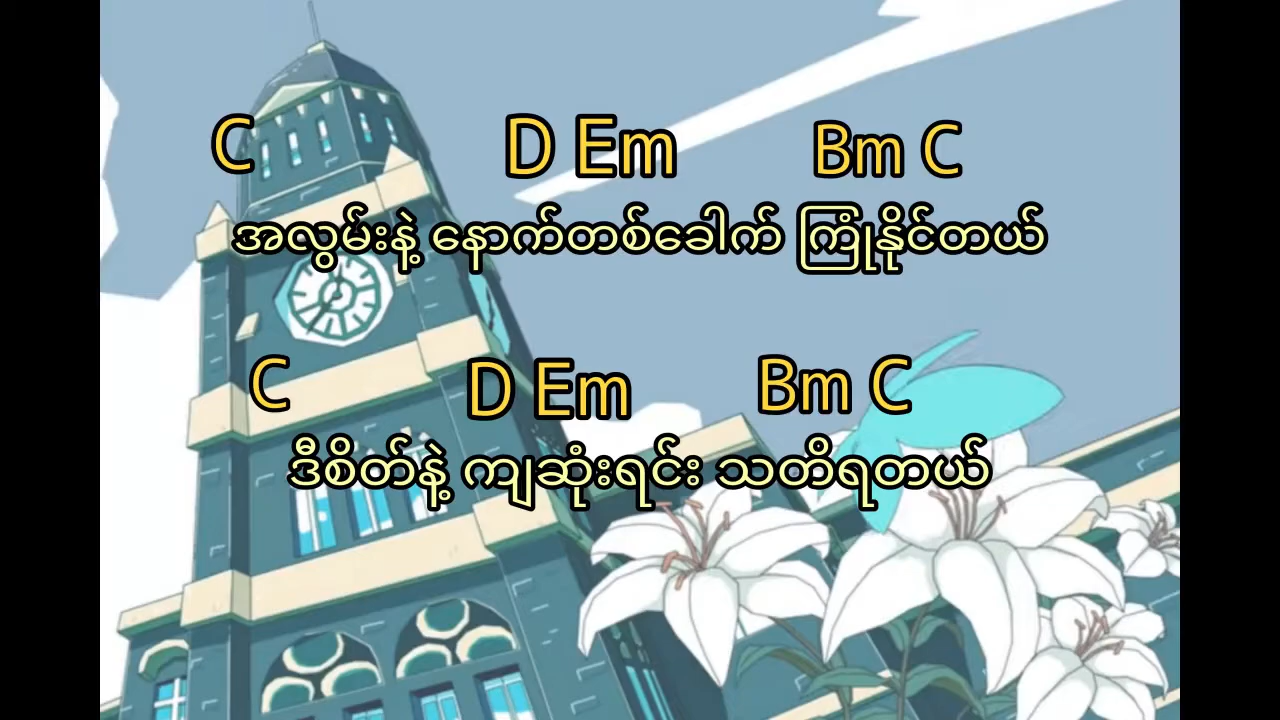 C D Em Bm C
အလွမ်းနဲ့ နောက်တစ်ခေါက် ကြုံနိုင်တယ်
C D Em Bm C
ဒီစိတ်နဲ့ ကျဆုံးရင်း သတိရတယ်